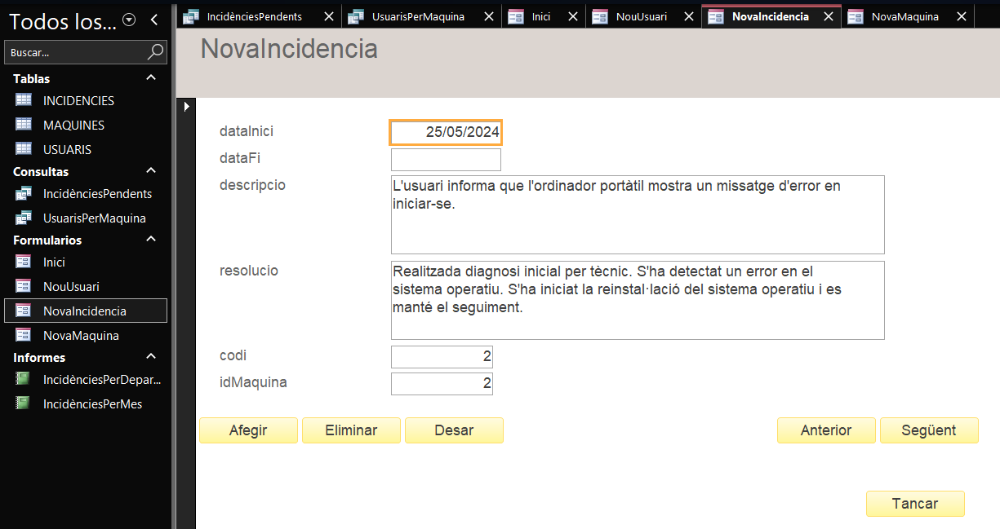 Todos los...
Buscar...
Tablas
INCIDENCIES
MAQUINES
USUARIS
Consultas
IncidènciesPendents
UsuarisPerMaquina
Formularios
Inici
NouUsuari
NovaIncidencia
NovaMaquina
Informes
IncidènciesPerDepar...
IncidènciesPerMes
IncidènciesPendents
UsuarisPerMaquina
Inici
NouUsuari
NovaIncidencia
NovaMaquina
NovaIncidencia
dataInici 25/05/2024
dataFi
descripcio
L'usuari informa que l'ordinador portàtil mostra un missatge d'error en
iniciar-se.
resolucio
Realitzada diagnosi inicial per tècnic. S'ha detectat un error en el
sistema operatiu. S'ha iniciat la reinstal·lació del sistema operatiu i es
manté el seguiment.
codi 2
idMaquina 2
Afegir Eliminar Desar Anterior Següent
Tancar